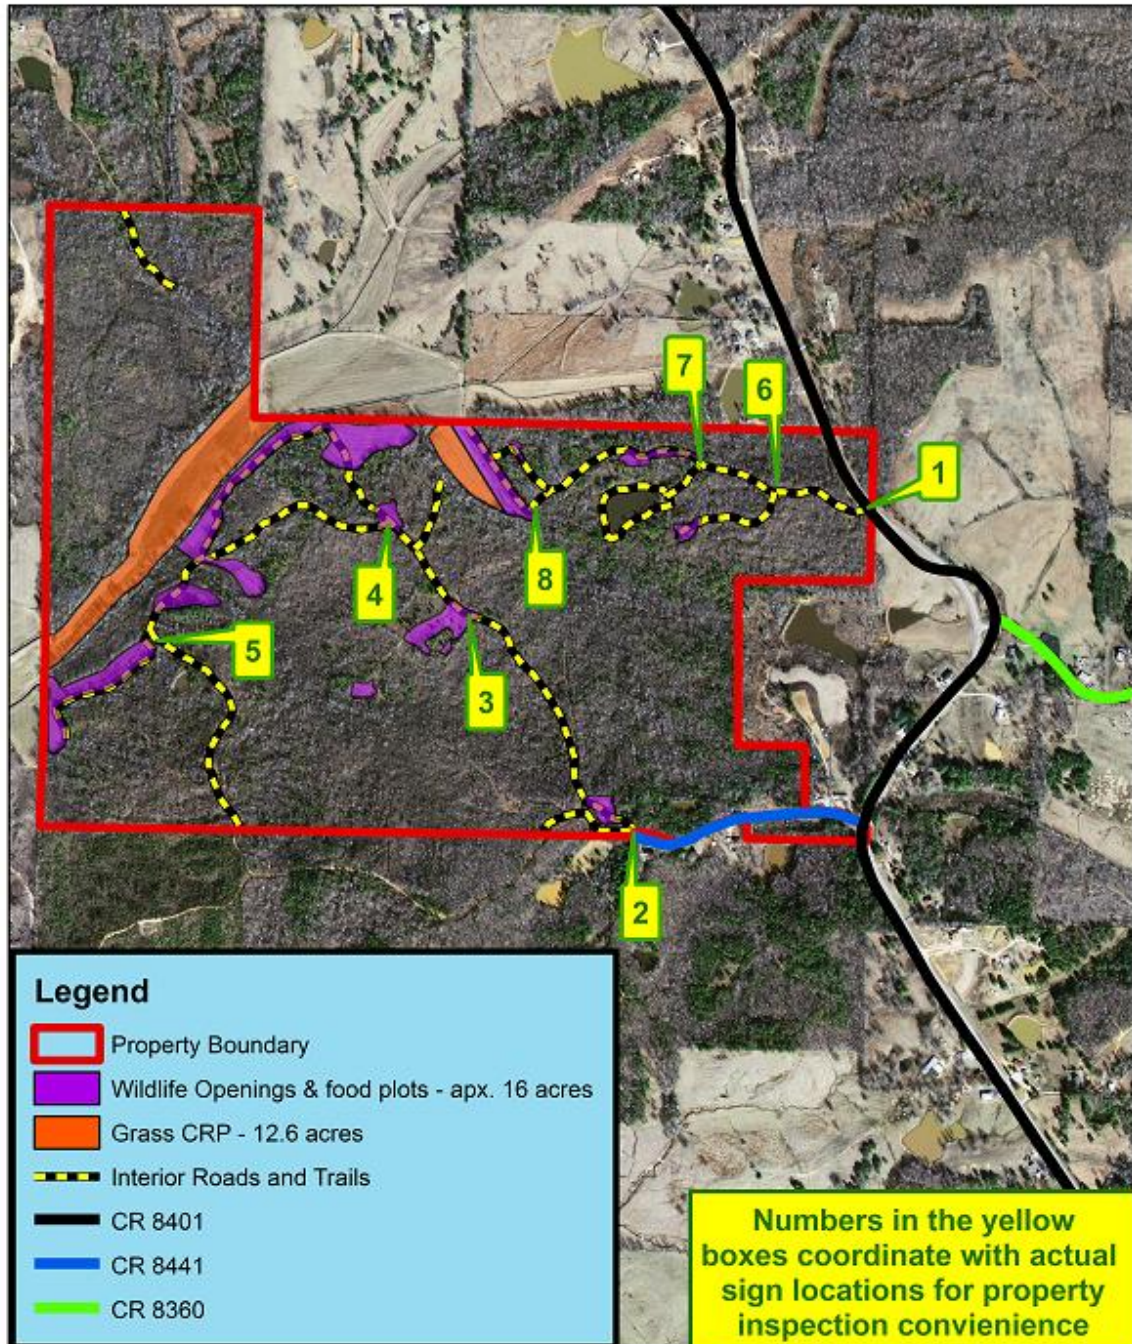 7
6
1
4
8
5
3
2
Legend
Property Boundary
Wildlife Openings & food plots - apx. 16 acres
Grass CRP - 12.6 acres
Interior Roads and Trails
CR 8401
CR 8441
CR 8360
Numbers in the yellow
boxes coordinate with actual
sign locations for property
inspection convienience